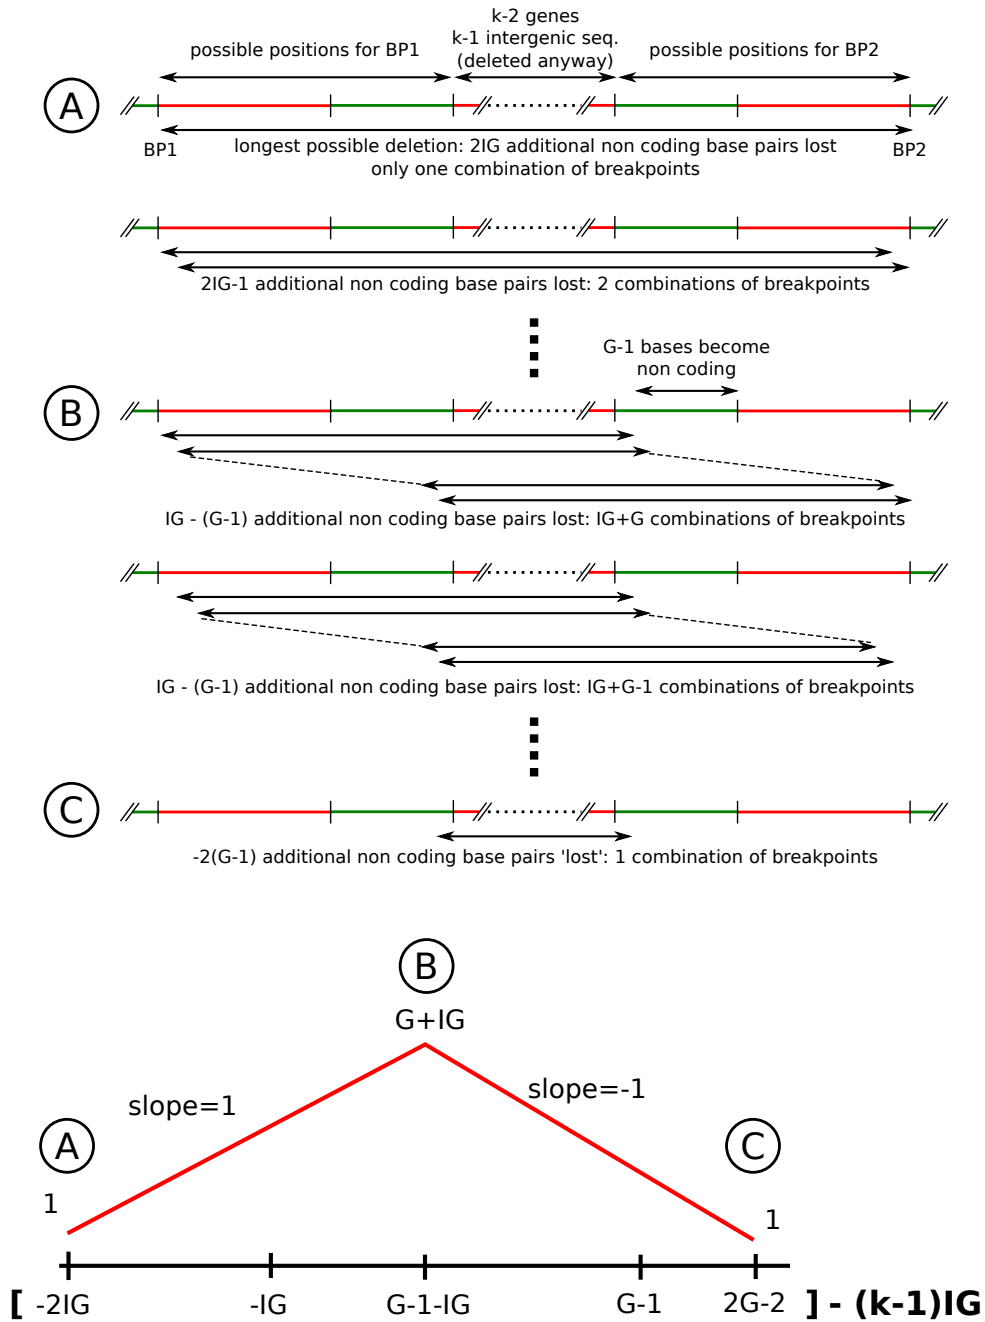 k-2 genes
k-1 intergenic seq.
(deleted anyway)
possible positions for BP1
possible positions for BP2
A
BP1
BP2
longest possible deletion: 2IG additional non coding base pairs lost
only one combination of breakpoints
2IG-1 additional non coding base pairs lost: 2 combinations of breakpoints
G-1 bases become
non coding
B
IG - (G-1) additional non coding base pairs lost: IG+G combinations of breakpoints
IG - (G-1) additional non coding base pairs lost: IG+G-1 combinations of breakpoints
C
-2(G-1) additional non coding base pairs 'lost': 1 combination of breakpoints
B
G+IG
slope=1
slope=-1
A
C
1
1
[ -2IG -IG G-1-IG G-1 2G-2 ] - (k-1)IG